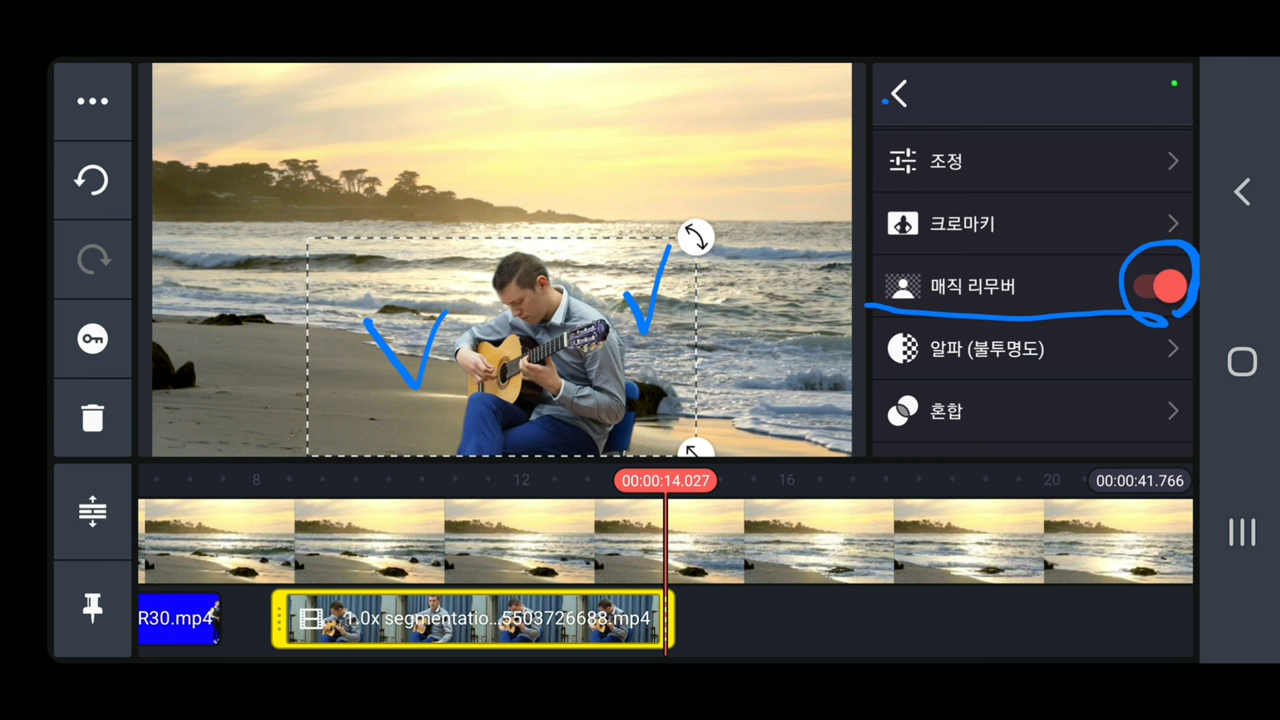 조정
크로마키
매직 리무버
알파 (불투명도)
혼합
8
12
00:00:14.027
16
20
00:00:41.766
R30.mp4
1.0x segmentatio...5503726688.mp4